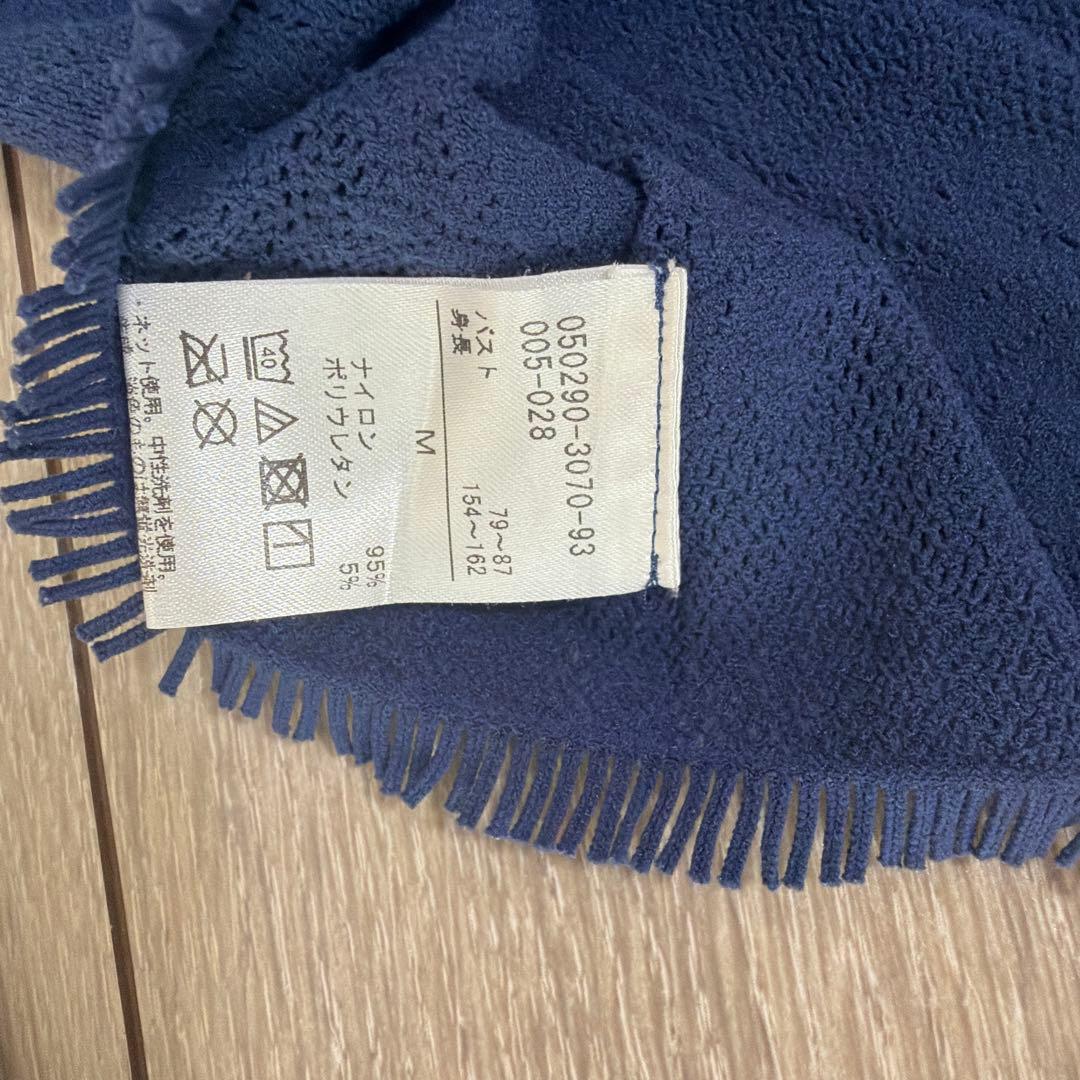 050290-3070-93
005-028
バスト 79~87
身長 154~162
M
ナイロン 95%
ポリウレタン 5%
40
*ネット使用。中性洗剤を使用。